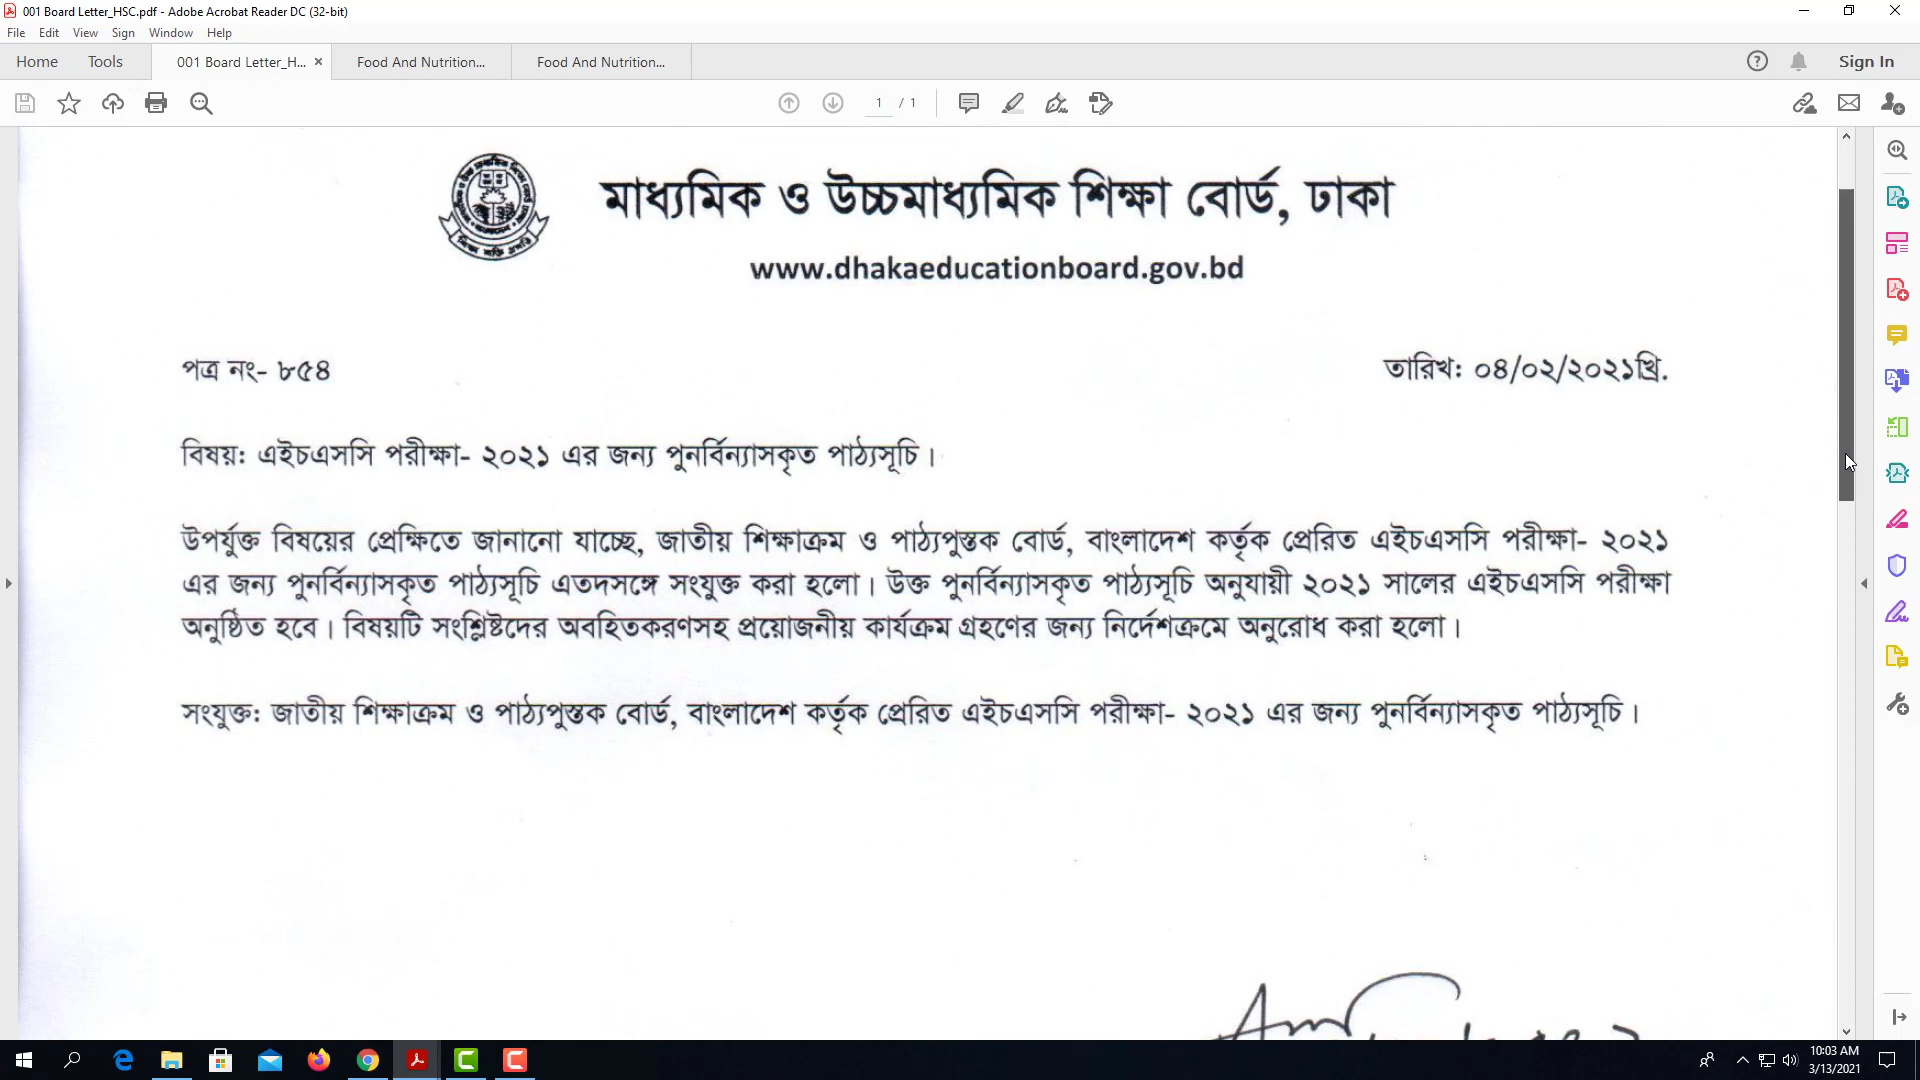 001 Board Letter_HSC.pdf - Adobe Acrobat Reader DC (32-bit)
File Edit View Sign Window Help
Home Tools 001 Board Letter_H... × Food And Nutrition... Food And Nutrition... Sign In
1 / 1
মাধ্যমিক ও উচ্চমাধ্যমিক শিক্ষা বোর্ড, ঢাকা
www.dhakaeducationboard.gov.bd
পত্র নং- ৮৫৪ তারিখ: ০৪/০২/২০২১খ্রি.
বিষয়: এইচএসসি পরীক্ষা- ২০২১ এর জন্য পুনর্বিন্যাসকৃত পাঠ্যসূচি।
উপর্যুক্ত বিষয়ের প্রেক্ষিতে জানানো যাচ্ছে, জাতীয় শিক্ষাক্রম ও পাঠ্যপুস্তক বোর্ড, বাংলাদেশ কর্তৃক প্রেরিত এইচএসসি পরীক্ষা- ২০২১
এর জন্য পুনর্বিন্যাসকৃত পাঠ্যসূচি এতদসঙ্গে সংযুক্ত করা হলো। উক্ত পুনর্বিন্যাসকৃত পাঠ্যসূচি অনুযায়ী ২০২১ সালের এইচএসসি পরীক্ষা
অনুষ্ঠিত হবে। বিষয়টি সংশ্লিষ্টদের অবহিতকরণসহ প্রয়োজনীয় কার্যক্রম গ্রহণের জন্য নির্দেশক্রমে অনুরোধ করা হলো।
সংযুক্ত: জাতীয় শিক্ষাক্রম ও পাঠ্যপুস্তক বোর্ড, বাংলাদেশ কর্তৃক প্রেরিত এইচএসসি পরীক্ষা- ২০২১ এর জন্য পুনর্বিন্যাসকৃত পাঠ্যসূচি।
10:03 AM
3/13/2021